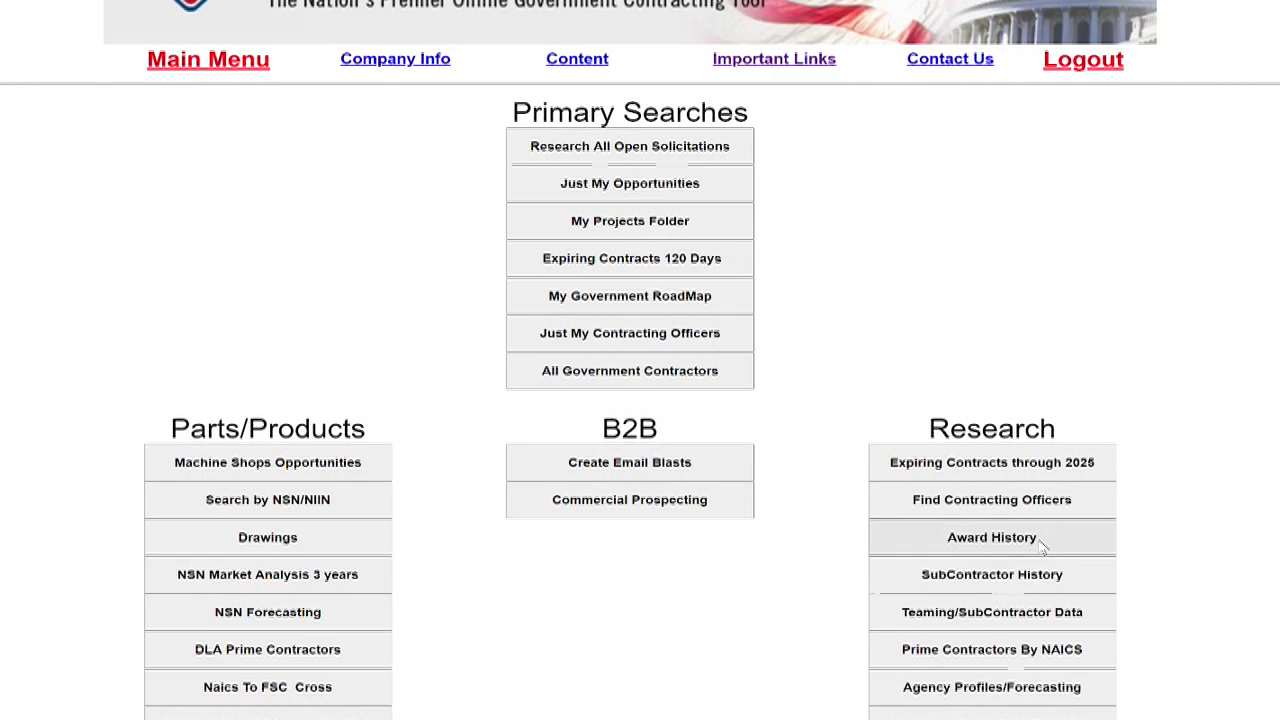 The Nation's Premier Online Government Contracting Tool
Main Menu
Company Info
Content
Important Links
Contact Us
Logout
Primary Searches
Research All Open Solicitations
Just My Opportunities
My Projects Folder
Expiring Contracts 120 Days
My Government RoadMap
Just My Contracting Officers
All Government Contractors
Parts/Products
Machine Shops Opportunities
Search by NSN/NIIN
Drawings
NSN Market Analysis 3 years
NSN Forecasting
DLA Prime Contractors
Naics To FSC Cross
B2B
Create Email Blasts
Commercial Prospecting
Research
Expiring Contracts through 2025
Find Contracting Officers
Award History
SubContractor History
Teaming/SubContractor Data
Prime Contractors By NAICS
Agency Profiles/Forecasting